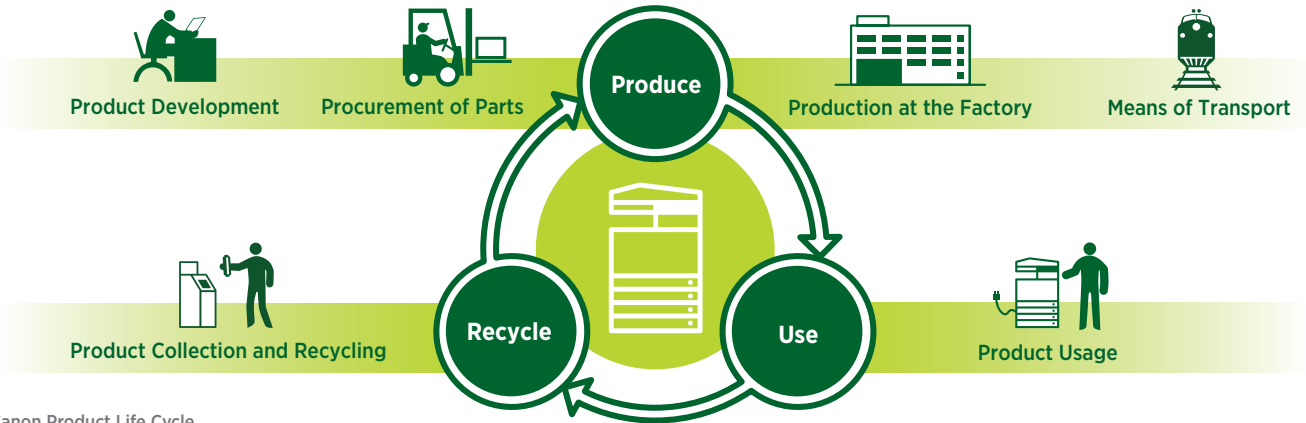 Produce
Product Development
Procurement of Parts
Production at the Factory
Means of Transport
Recycle
Use
Product Collection and Recycling
Product Usage
Product Life Cycle